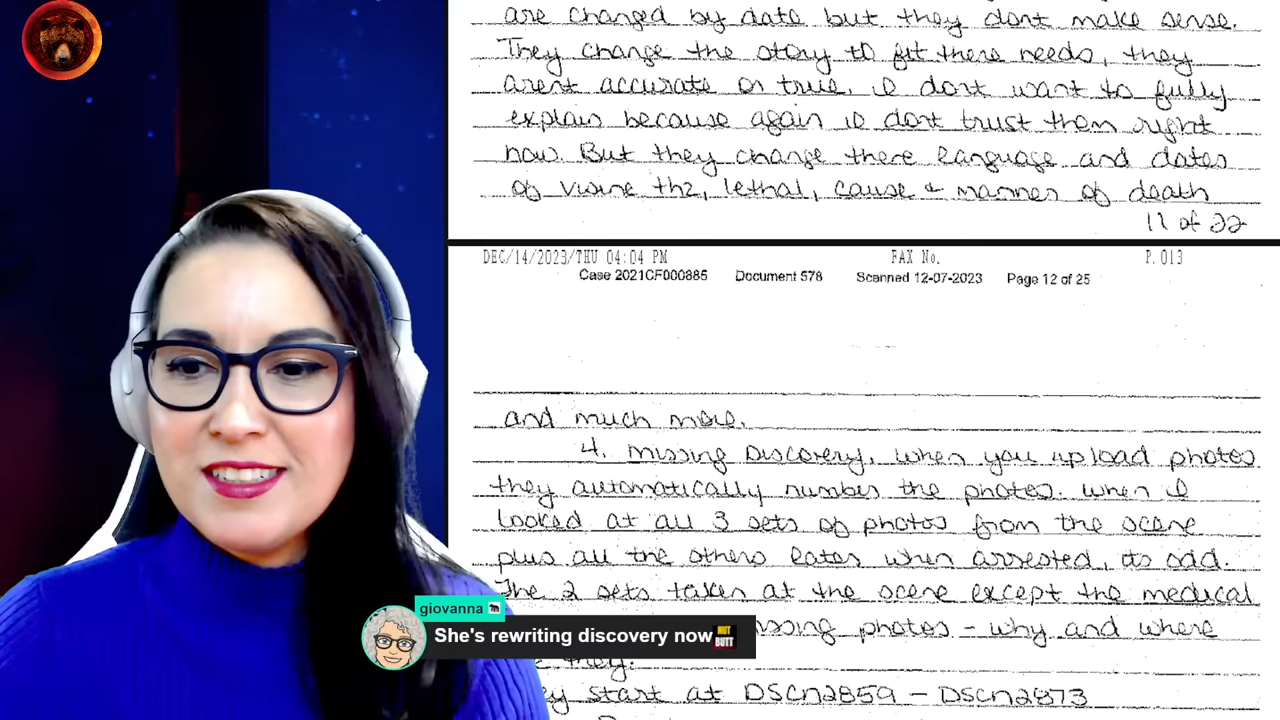 are changed by date but they dont make sense.
They change the story to fit there needs, they
arent accurate or true. I dont want to fully
explain because again I dont trust them right
now. But they change there language and dates
of visine thz, lethal, cause & manner of death
11 of 22
DEC/14/2023/THU 04:04 PM FAX No. P.013
Case 2021CF000885 Document 578 Scanned 12-07-2023 Page 12 of 25
and much more.
4. Missing Discovery, when you upload photos
they automatically number the photos. When I
looked at all 3 sets of photos from the scene
plus all the others later when arrested, its odd.
The 2 sets taken at the scene except the medical
giovanna
She's rewriting discovery now
NUT
BUTT
photos - why and where
they.
start at DSCN2859 - DSCN2873